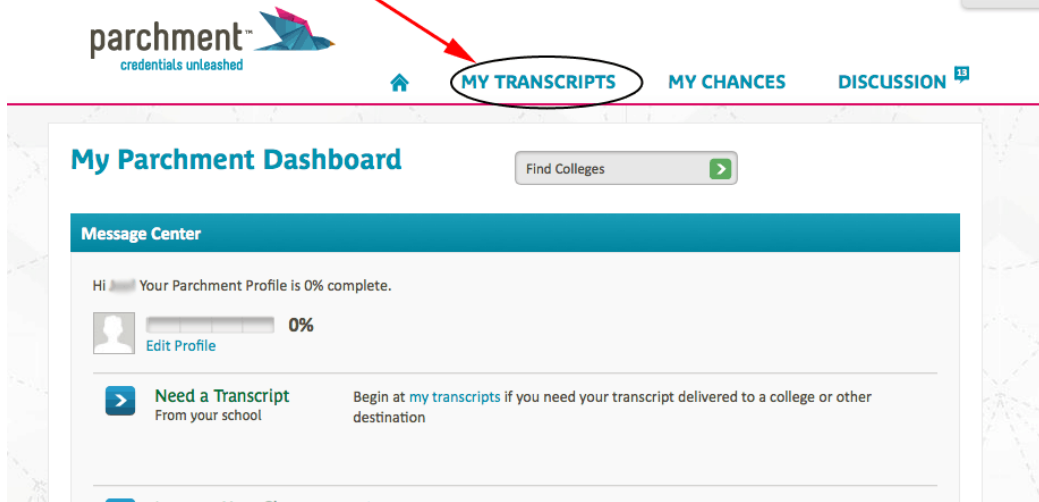 parchment™
credentials unleashed
MY TRANSCRIPTS MY CHANCES DISCUSSION 13
My Parchment Dashboard
Find Colleges
Message Center
Hi Your Parchment Profile is 0% complete.
0%
Edit Profile
Need a Transcript
From your school
Begin at my transcripts if you need your transcript delivered to a college or other
destination